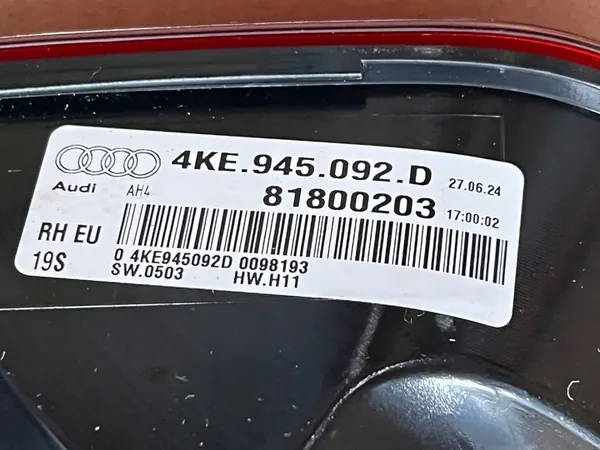 4KE.945.092.D 27.06.24
Audi AH4 81800203 17:00:02
RH EU
0 4KE945092D 0098193
19S SW.0503 HW.H11